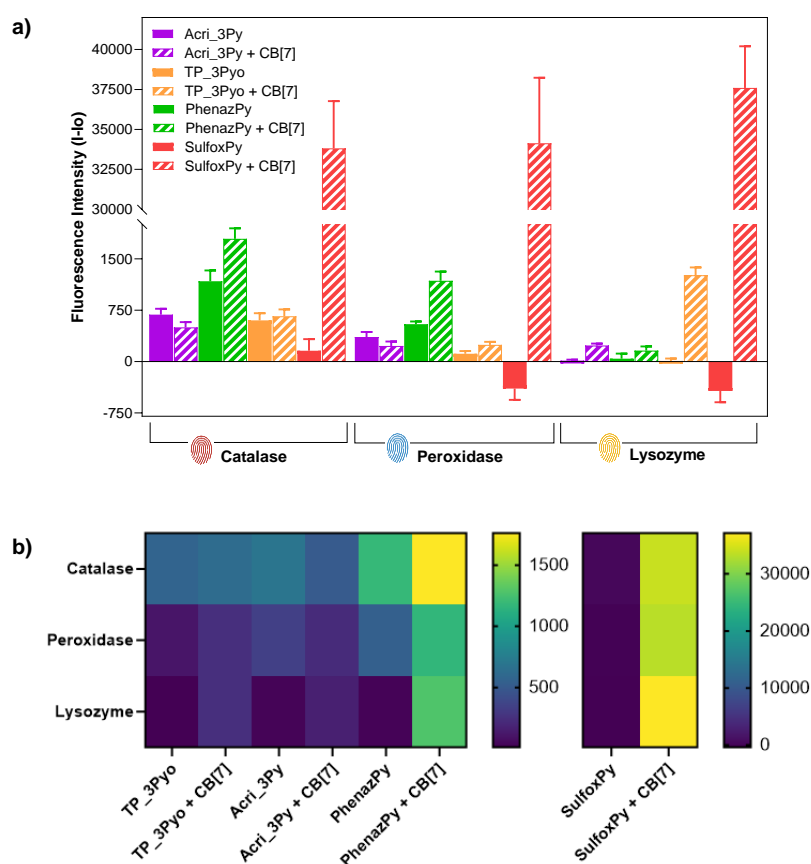 a)
Fluorescence Intensity (I-Io)
40000
37500
35000
32500
30000
1500
750
0
-750
Acri_3Py
Acri_3Py + CB[7]
TP_3Pyo
TP_3Pyo + CB[7]
PhenazPy
PhenazPy + CB[7]
SulfoxPy
SulfoxPy + CB[7]
Catalase
Peroxidase
Lysozyme
b)
Catalase
Peroxidase
Lysozyme
TP_3Pyo
TP_3Pyo + CB[7]
Acri_3Py
Acri_3Py + CB[7]
PhenazPy
PhenazPy + CB[7]
1500
1000
500
SulfoxPy
SulfoxPy + CB[7]
30000
20000
10000
0